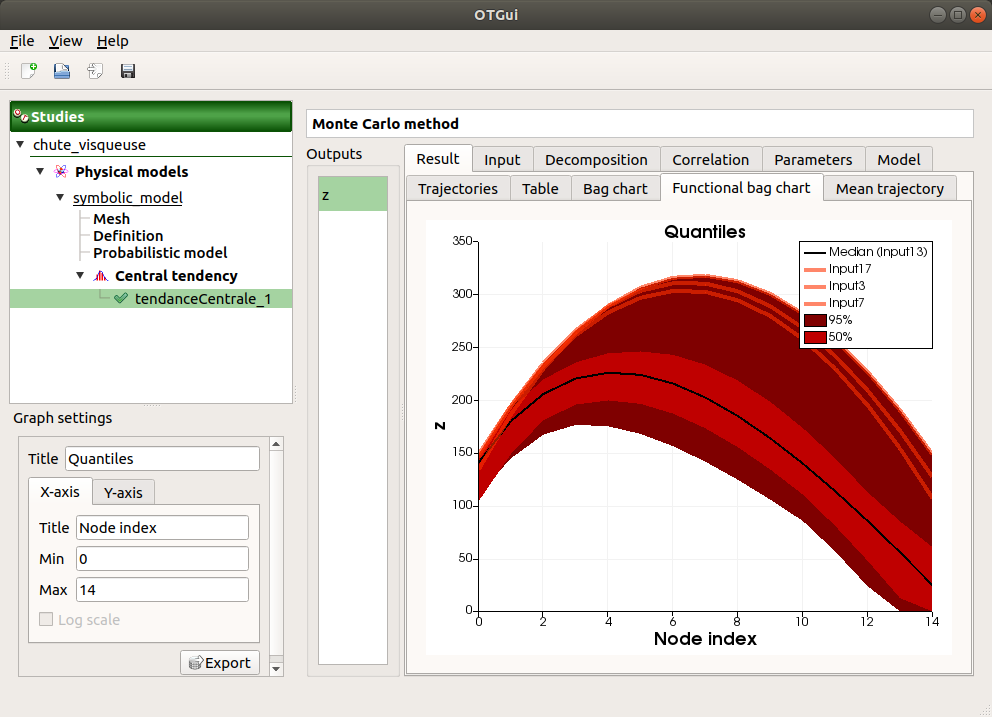 OTGui
File View Help
Studies
chute_visqueuse
Physical models
symbolic_model
Mesh
Definition
Probabilistic model
Central tendency
tendanceCentrale_1
Graph settings
Title Quantiles
X-axis Y-axis
Title Node index
Min 0
Max 14
Log scale
Export
Monte Carlo method
Outputs
z
Result Input Decomposition Correlation Parameters Model
Trajectories Table Bag chart Functional bag chart Mean trajectory
Quantiles
350
300
250
200
150
100
50
0
z
Median (Input13)
Input17
Input3
Input7
95%
50%
0 2 4 6 8 10 12 14
Node index